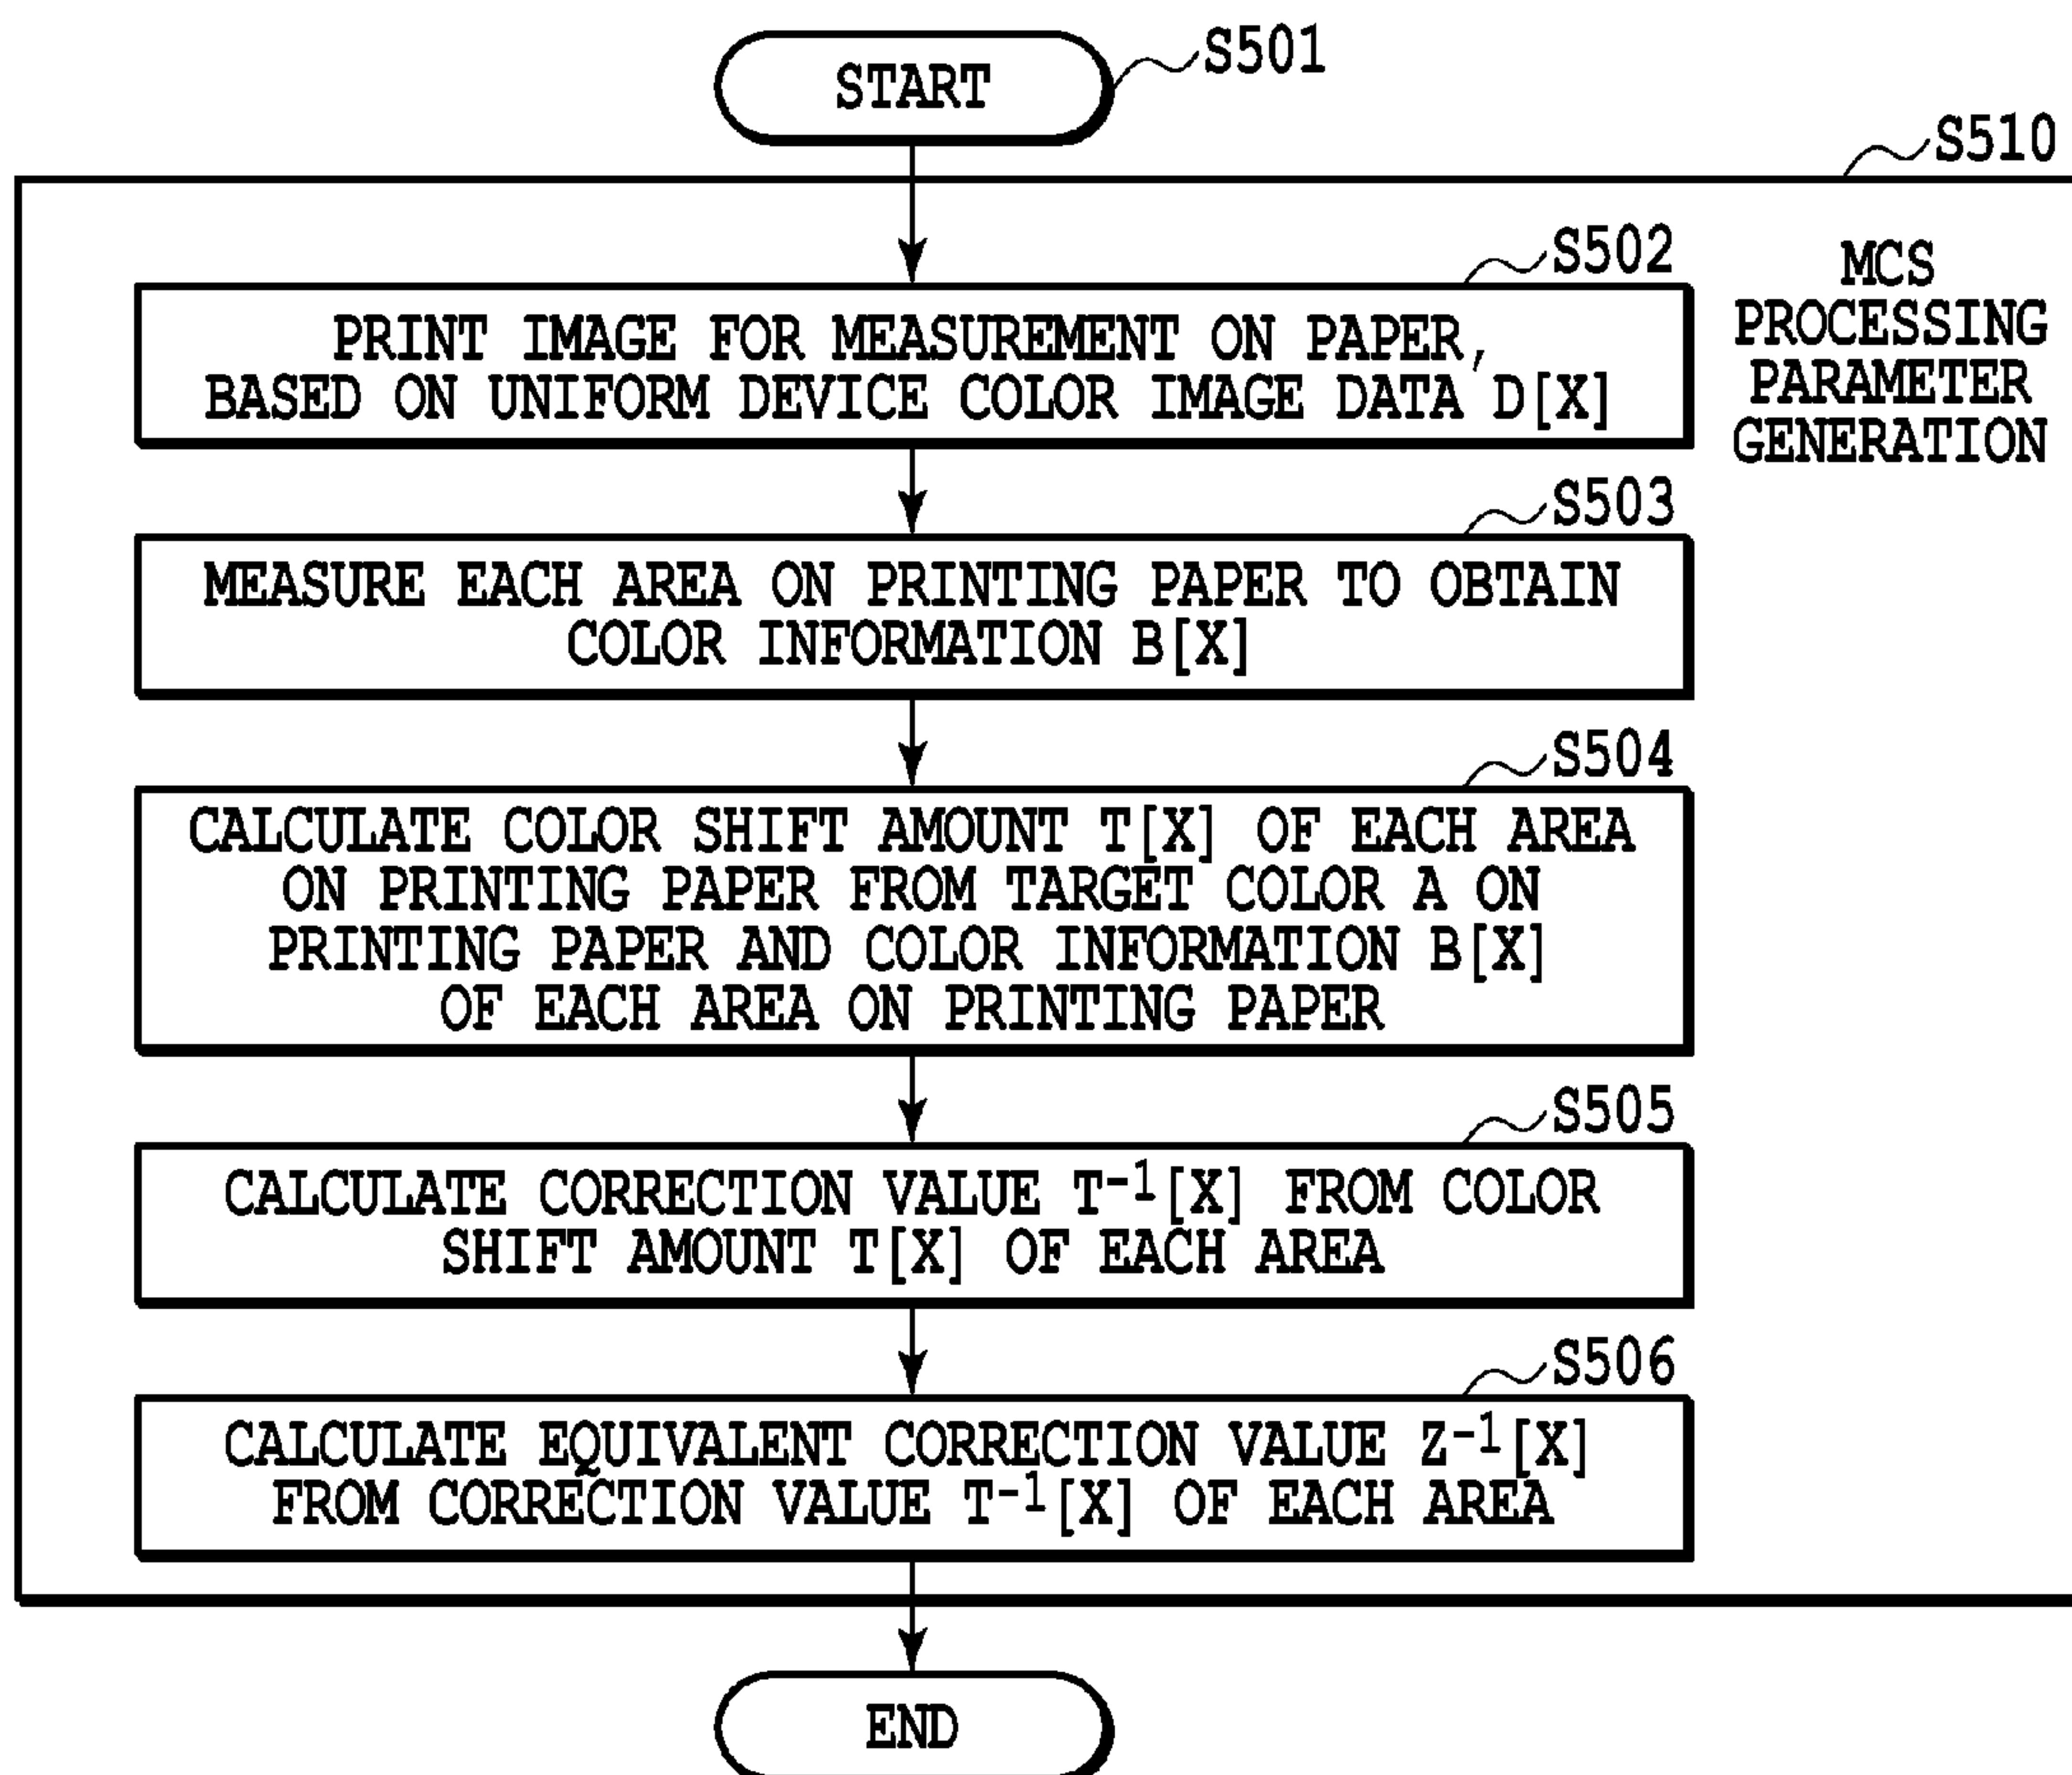 START
S501
S510
S502
PRINT IMAGE FOR MEASUREMENT ON PAPER,
BASED ON UNIFORM DEVICE COLOR IMAGE DATA D[X]
MCS
PROCESSING
PARAMETER
GENERATION
S503
MEASURE EACH AREA ON PRINTING PAPER TO OBTAIN
COLOR INFORMATION B[X]
S504
CALCULATE COLOR SHIFT AMOUNT T[X] OF EACH AREA
ON PRINTING PAPER FROM TARGET COLOR A ON
PRINTING PAPER AND COLOR INFORMATION B[X]
OF EACH AREA ON PRINTING PAPER
S505
CALCULATE CORRECTION VALUE T⁻¹[X] FROM COLOR
SHIFT AMOUNT T[X] OF EACH AREA
S506
CALCULATE EQUIVALENT CORRECTION VALUE Z⁻¹[X]
FROM CORRECTION VALUE T⁻¹[X] OF EACH AREA
END